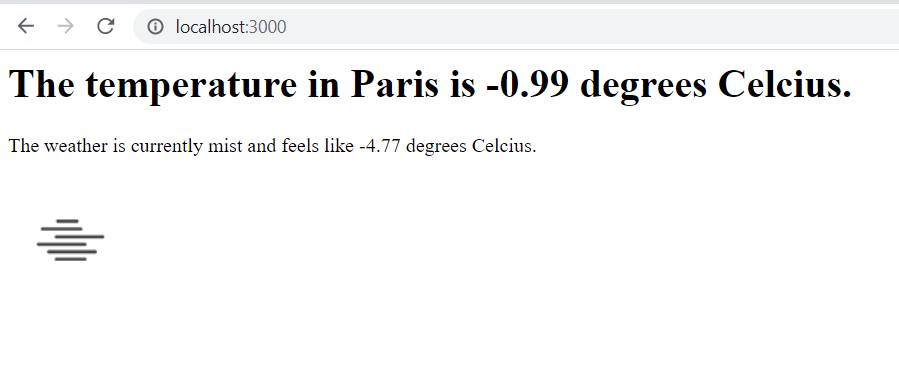 localhost:3000
The temperature in Paris is -0.99 degrees Celcius.
The weather is currently mist and feels like -4.77 degrees Celcius.